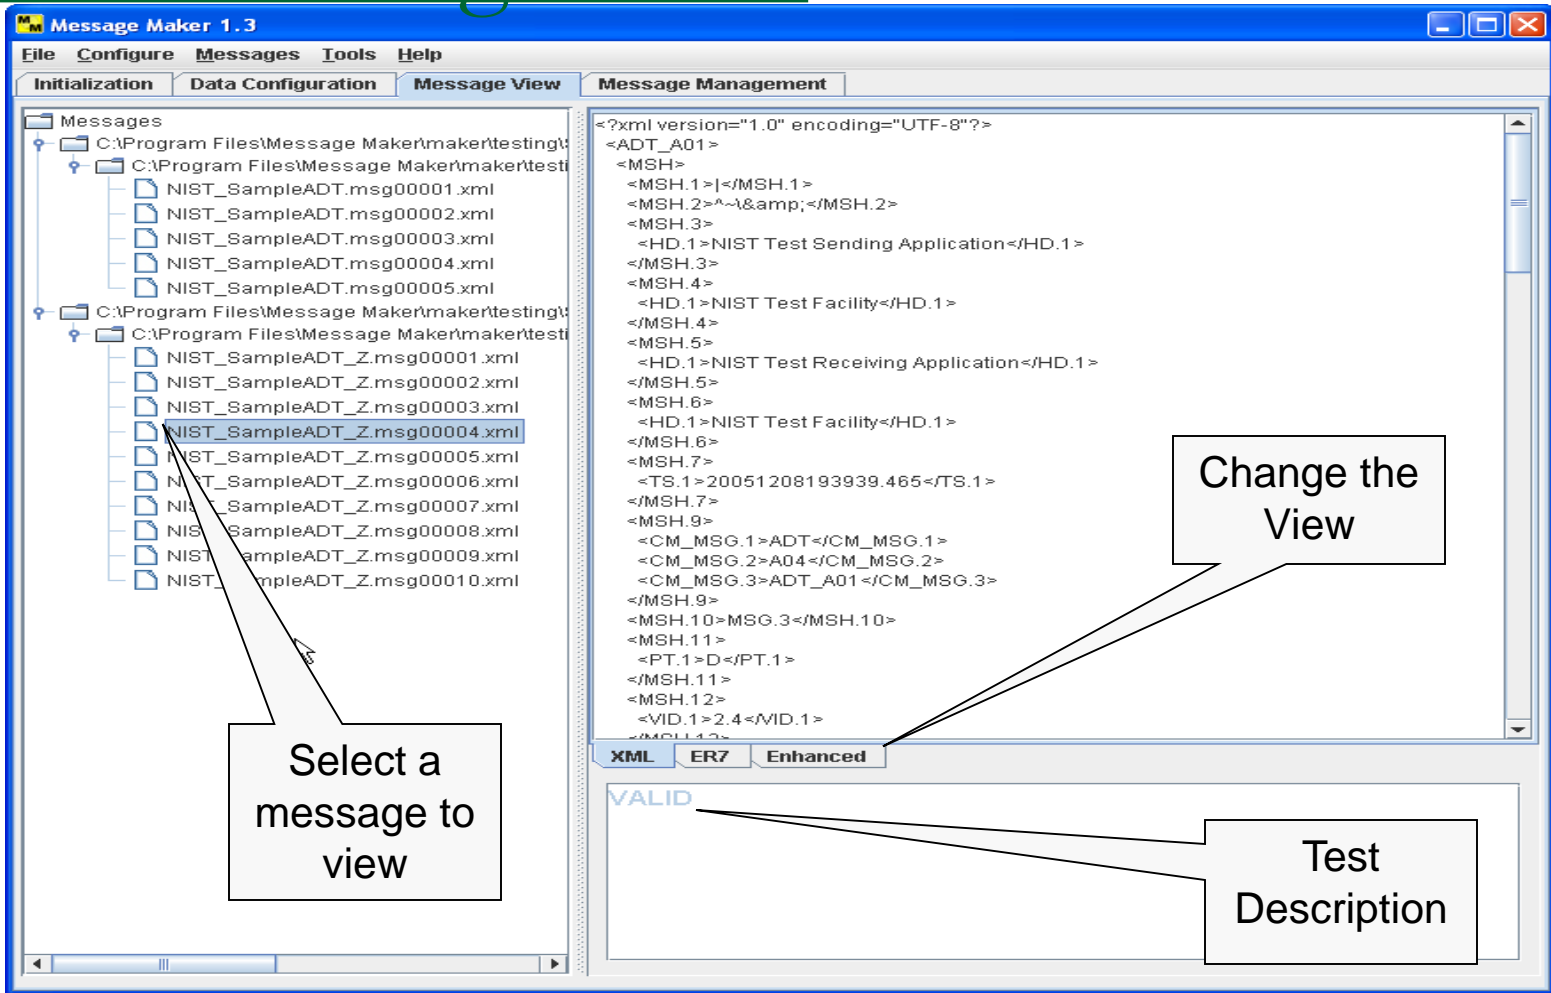 Message Maker 1.3
File Configure Messages Tools Help
Initialization Data Configuration Message View Message Management
Messages
C:\Program Files\Message Maker\maker\testing\
C:\Program Files\Message Maker\maker\testi
NIST_SampleADT.msg00001.xml
NIST_SampleADT.msg00002.xml
NIST_SampleADT.msg00003.xml
NIST_SampleADT.msg00004.xml
NIST_SampleADT.msg00005.xml
C:\Program Files\Message Maker\maker\testing\
C:\Program Files\Message Maker\maker\testi
NIST_SampleADT_Z.msg00001.xml
NIST_SampleADT_Z.msg00002.xml
NIST_SampleADT_Z.msg00003.xml
NIST_SampleADT_Z.msg00004.xml
NIST_SampleADT_Z.msg00005.xml
NIST_SampleADT_Z.msg00006.xml
NIST_SampleADT_Z.msg00007.xml
NIST_SampleADT_Z.msg00008.xml
NIST_SampleADT_Z.msg00009.xml
NIST_SampleADT_Z.msg00010.xml
Select a
message to
view
<?xml version="1.0" encoding="UTF-8"?>
<ADT_A01>
<MSH>
<MSH.1>|</MSH.1>
<MSH.2>^~\&amp;</MSH.2>
<MSH.3>
<HD.1>NIST Test Sending Application</HD.1>
</MSH.3>
<MSH.4>
<HD.1>NIST Test Facility</HD.1>
</MSH.4>
<MSH.5>
<HD.1>NIST Test Receiving Application</HD.1>
</MSH.5>
<MSH.6>
<HD.1>NIST Test Facility</HD.1>
</MSH.6>
<MSH.7>
<TS.1>20051208193939.465</TS.1>
</MSH.7>
<MSH.9>
<CM_MSG.1>ADT</CM_MSG.1>
<CM_MSG.2>A04</CM_MSG.2>
<CM_MSG.3>ADT_A01</CM_MSG.3>
</MSH.9>
<MSH.10>MSG.3</MSH.10>
<MSH.11>
<PT.1>D</PT.1>
</MSH.11>
<MSH.12>
<VID.1>2.4</VID.1>
</MSH.12>
Change the
View
XML ER7 Enhanced
VALID
Test
Description